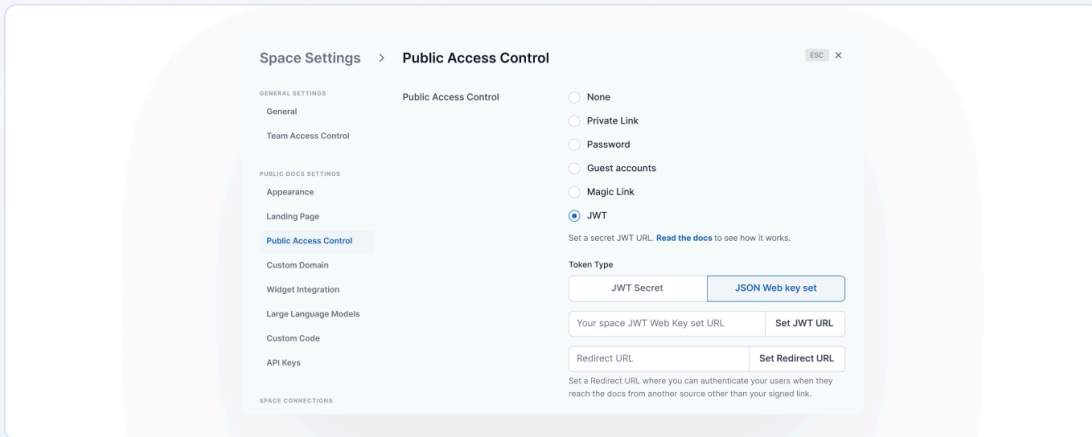 Space Settings > Public Access Control
ESC ×
GENERAL SETTINGS
General
Team Access Control
PUBLIC DOCS SETTINGS
Appearance
Landing Page
Public Access Control
Custom Domain
Widget Integration
Large Language Models
Custom Code
API Keys
SPACE CONNECTIONS
Public Access Control
None
Private Link
Password
Guest accounts
Magic Link
JWT
Set a secret JWT URL. Read the docs to see how it works.
Token Type
JWT Secret
JSON Web key set
Your space JWT Web Key set URL
Set JWT URL
Redirect URL
Set Redirect URL
Set a Redirect URL where you can authenticate your users when they
reach the docs from another source other than your signed link.